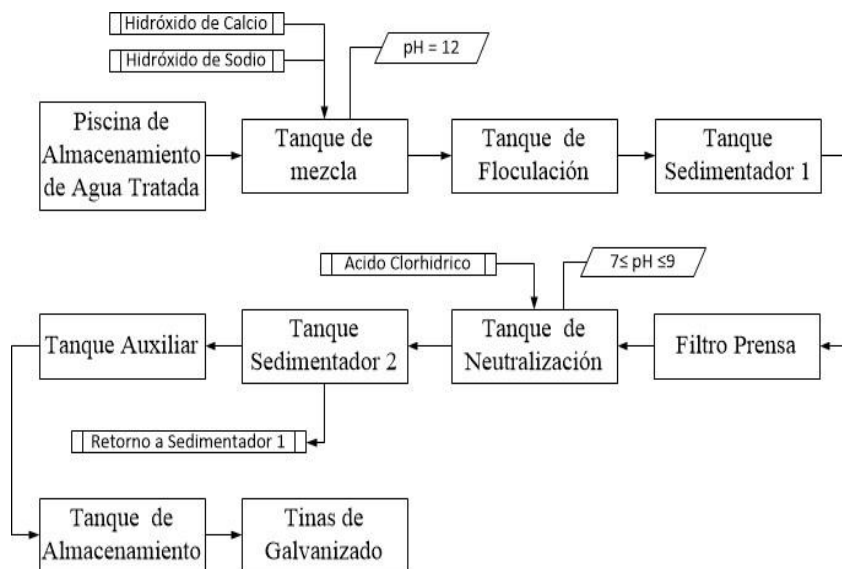 Hidróxido de Calcio
Hidróxido de Sodio
pH = 12
Piscina de
Almacenamiento
de Agua Tratada
Tanque de
mezcla
Tanque de
Floculación
Tanque
Sedimentador 1
Acido Clorhidrico
7≤ pH ≤9
Tanque Auxiliar
Tanque
Sedimentador 2
Tanque de
Neutralización
Filtro Prensa
Retorno a Sedimentador 1
Tanque de
Almacenamiento
Tinas de
Galvanizado